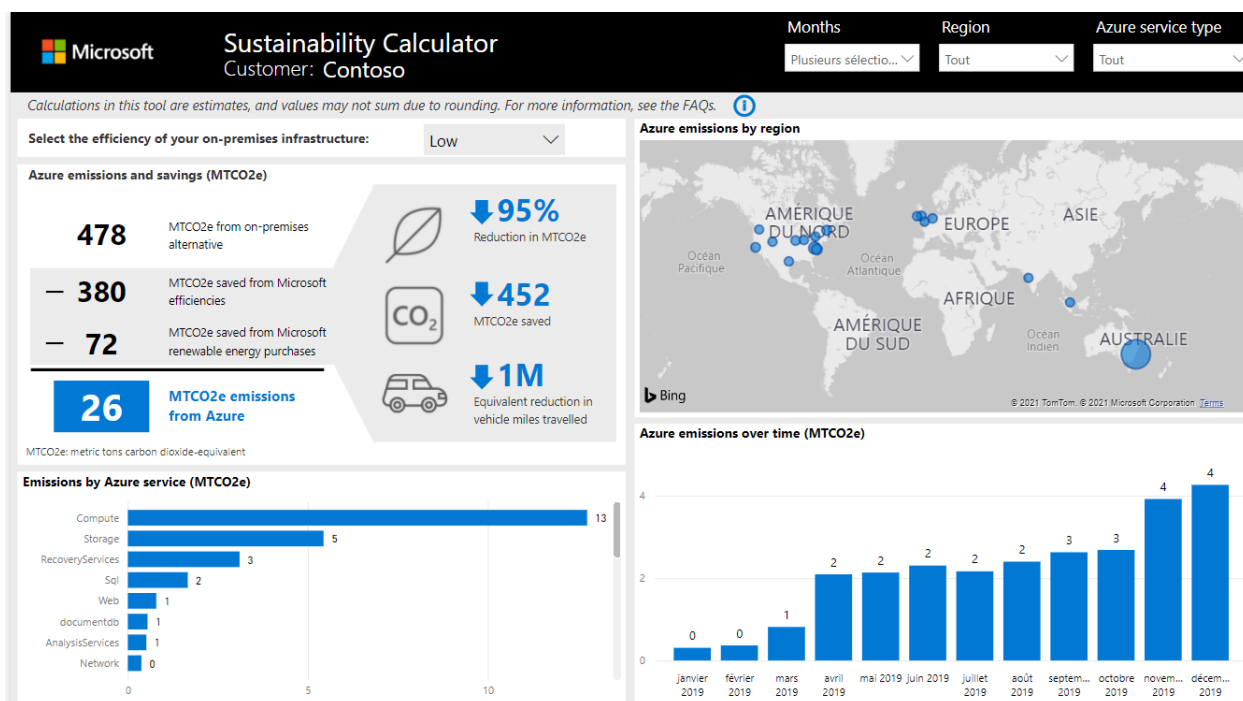 Microsoft
Sustainability Calculator
Customer: Contoso
Months
Region
Azure service type
Plusieurs sélectio...
Tout
Tout
Calculations in this tool are estimates, and values may not sum due to rounding. For more information, see the FAQs.
Select the efficiency of your on-premises infrastructure:
Low
Azure emissions and savings (MTCO2e)
478
MTCO2e from on-premises
alternative
— 380
MTCO2e saved from Microsoft
efficiencies
— 72
MTCO2e saved from Microsoft
renewable energy purchases
26
MTCO2e emissions
from Azure
95%
Reduction in MTCO2e
CO2
452
MTCO2e saved
1M
Equivalent reduction in
vehicle miles travelled
MTCO2e: metric tons carbon dioxide-equivalent
Azure emissions by region
AMÉRIQUE
DU NORD
EUROPE
ASIE
Océan
Pacifique
Océan
Atlantique
AFRIQUE
AMÉRIQUE
DU SUD
Océan
Indien
AUSTRALIE
Bing
© 2021 TomTom, © 2021 Microsoft Corporation Terms
Emissions by Azure service (MTCO2e)
Compute 13
Storage 5
RecoveryServices 3
Sql 2
Web 1
documentdb 1
AnalysisServices 1
Network 0
0 5 10
Azure emissions over time (MTCO2e)
4
2
0
0 0 1 2 2 2 2 2 3 3 4 4
janvier
2019
février
2019
mars
2019
avril
2019
mai 2019
juin 2019
juillet
2019
août
2019
septem...
2019
octobre
2019
novem...
2019
décem...
2019